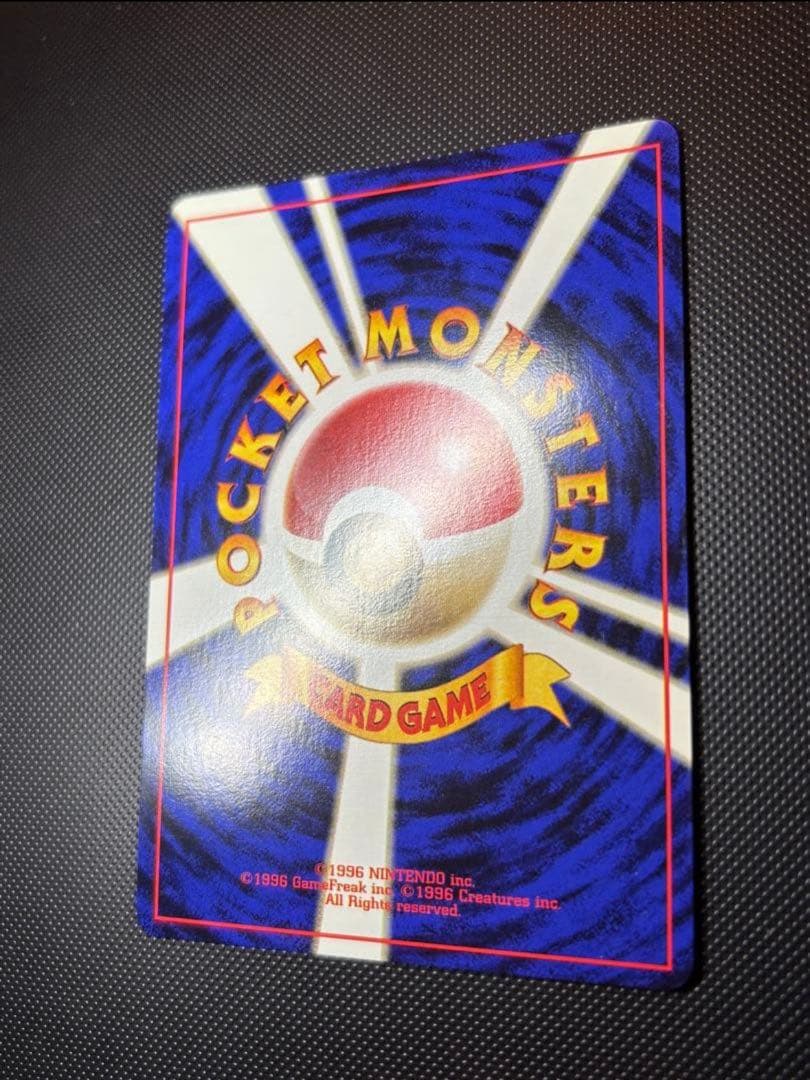 POCKET MONSTERS
CARD GAME
©1996 NINTENDO inc.
©1996 GameFreak inc. ©1996 Creatures inc.
All Rights reserved.